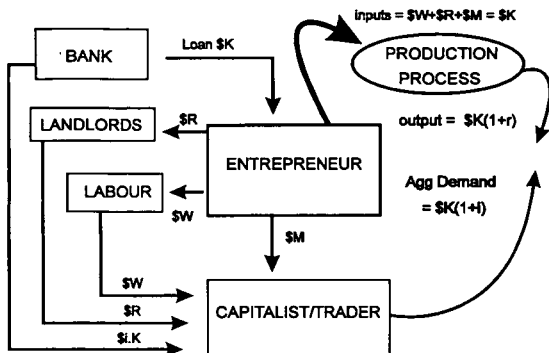 inputs = $W+$R+$M = $K
BANK
Loan $K
PRODUCTION
PROCESS
LANDLORDS
$R
output = $K(1+r)
ENTREPRENEUR
LABOUR
$W
Agg Demand
= $K(1+i)
$M
$W
$R
$i.K
CAPITALIST/TRADER